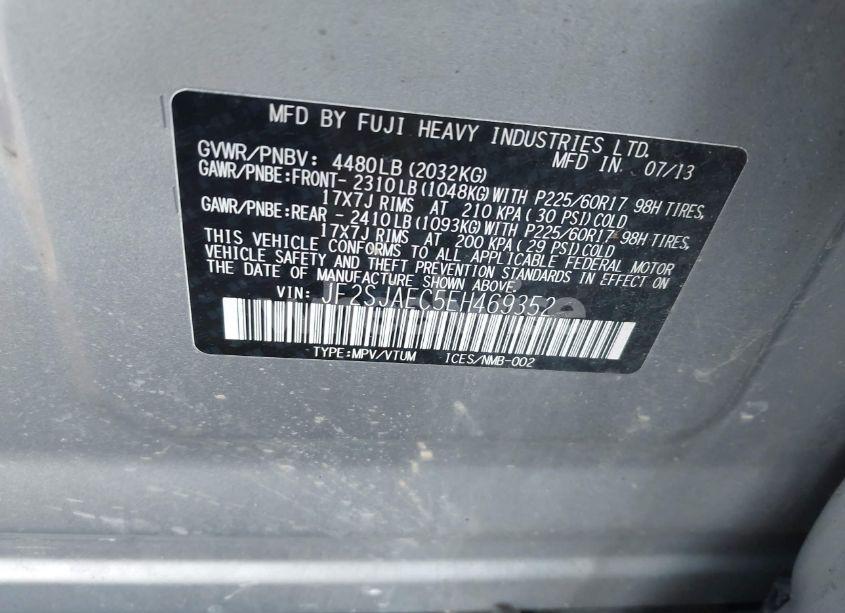 MFD BY FUJI HEAVY INDUSTRIES LTD.
MFD IN 07/13
GVWR/PNBV: 4480LB(2032KG)
GAWR/PNBE:FRONT- 2310LB(1048KG)WITH P225/60R17 98H TIRES,
17X7J RIMS AT 210 KPA(30 PSI)COLD
GAWR/PNBE:REAR - 2410LB(1093KG)WITH P225/60R17 98H TIRES,
17X7J RIMS AT 200 KPA(29 PSI)COLD
THIS VEHICLE CONFORMS TO ALL APPLICABLE FEDERAL MOTOR
VEHICLE SAFETY AND THEFT PREVENTION STANDARDS IN EFFECT ON
THE DATE OF MANUFACTURE SHOWN ABOVE.
VIN: JF2SJAEC5EH469352
TYPE:MPV/VTUM ICES/NMB-002